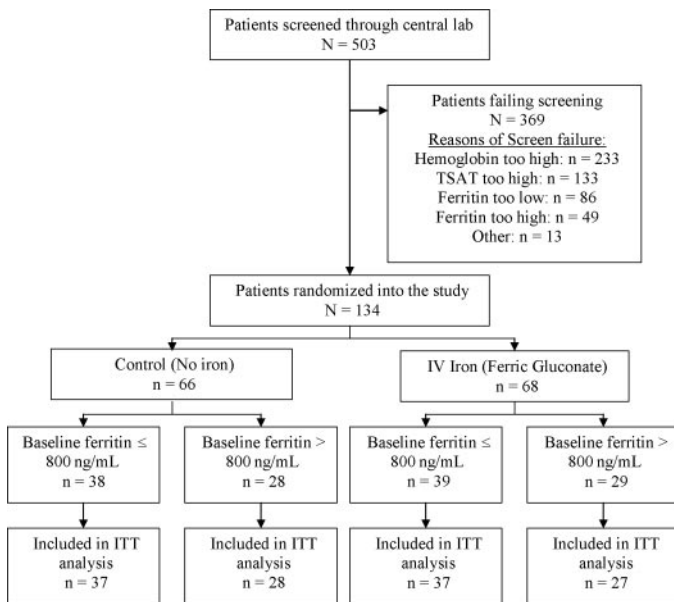 Patients screened through central lab
N = 503
Patients failing screening
N = 369
Reasons of Screen failure:
Hemoglobin too high: n = 233
TSAT too high: n = 133
Ferritin too low: n = 86
Ferritin too high: n = 49
Other: n = 13
Patients randomized into the study
N = 134
Control (No iron)
n = 66
IV Iron (Ferric Gluconate)
n = 68
Baseline ferritin ≤
800 ng/mL
n = 38
Baseline ferritin >
800 ng/mL
n = 28
Baseline ferritin ≤
800 ng/mL
n = 39
Baseline ferritin >
800 ng/mL
n = 29
Included in ITT
analysis
n = 37
Included in ITT
analysis
n = 28
Included in ITT
analysis
n = 37
Included in ITT
analysis
n = 27